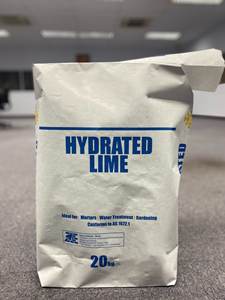 HYDRATED
LIME
Ideal for: Mortars | Water Treatment | Gardening
Conforms to AS 1672.1
20kg